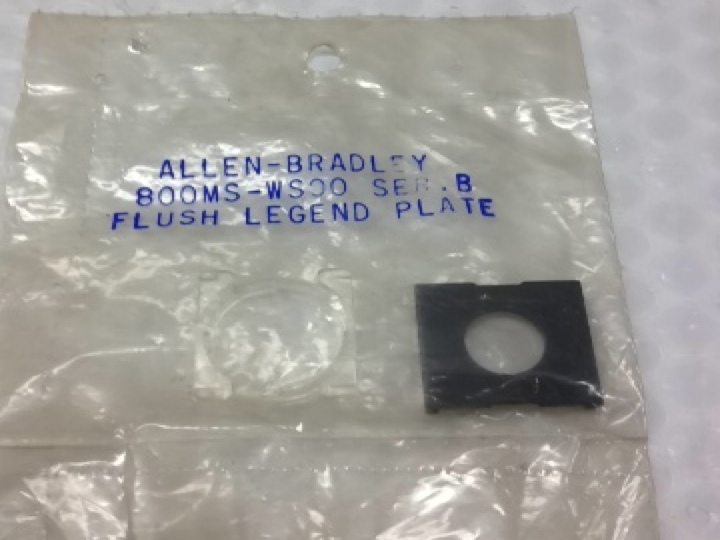 ALLEN-BRADLEY
800MS-WS00 SER.B
FLUSH LEGEND PLATE